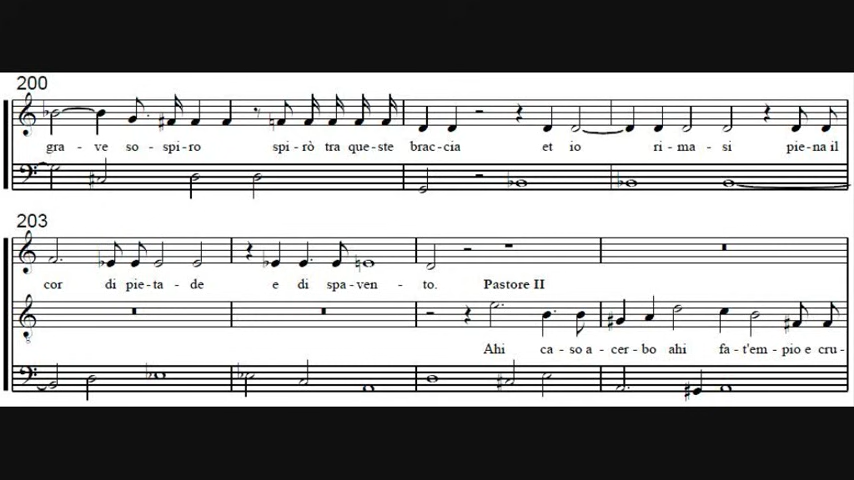 200
gra - ve so - spi - ro spi - rò tra que - ste brac - cia et io ri - ma - si pie - na il
203
cor di pie - ta - de e di spa - ven - to. Pastore II
Ahi ca - so a - cer - bo ahi fa - t'em - pio e cru -